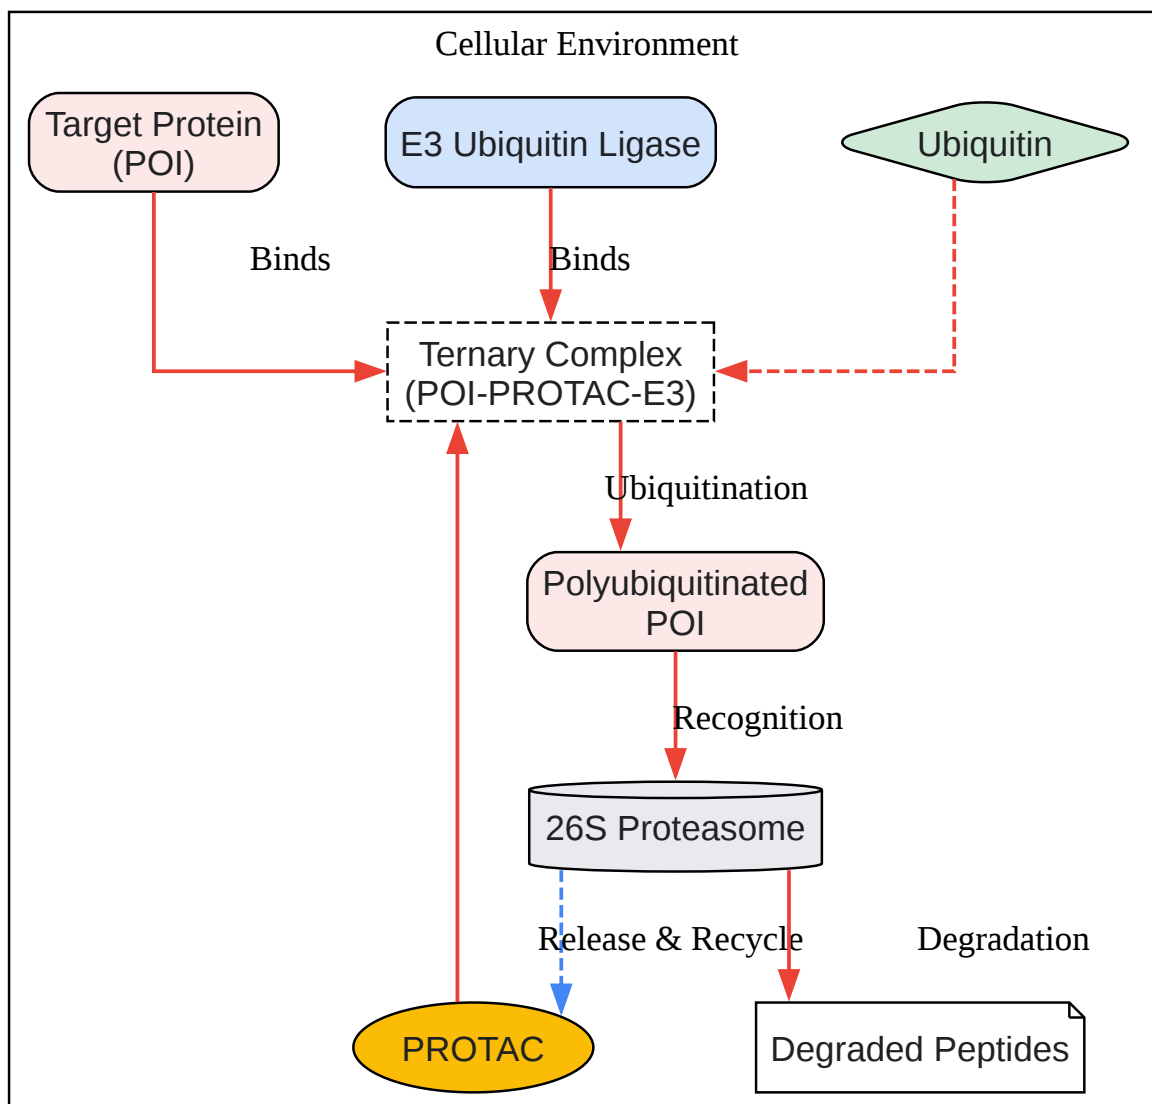 Cellular Environment
Target Protein
(POI)
E3 Ubiquitin Ligase
Ubiquitin
Binds
Binds
Ternary Complex
(POI-PROTAC-E3)
Ubiquitination
Polyubiquitinated
POI
Recognition
26S Proteasome
Release & Recycle
Degradation
PROTAC
Degraded Peptides